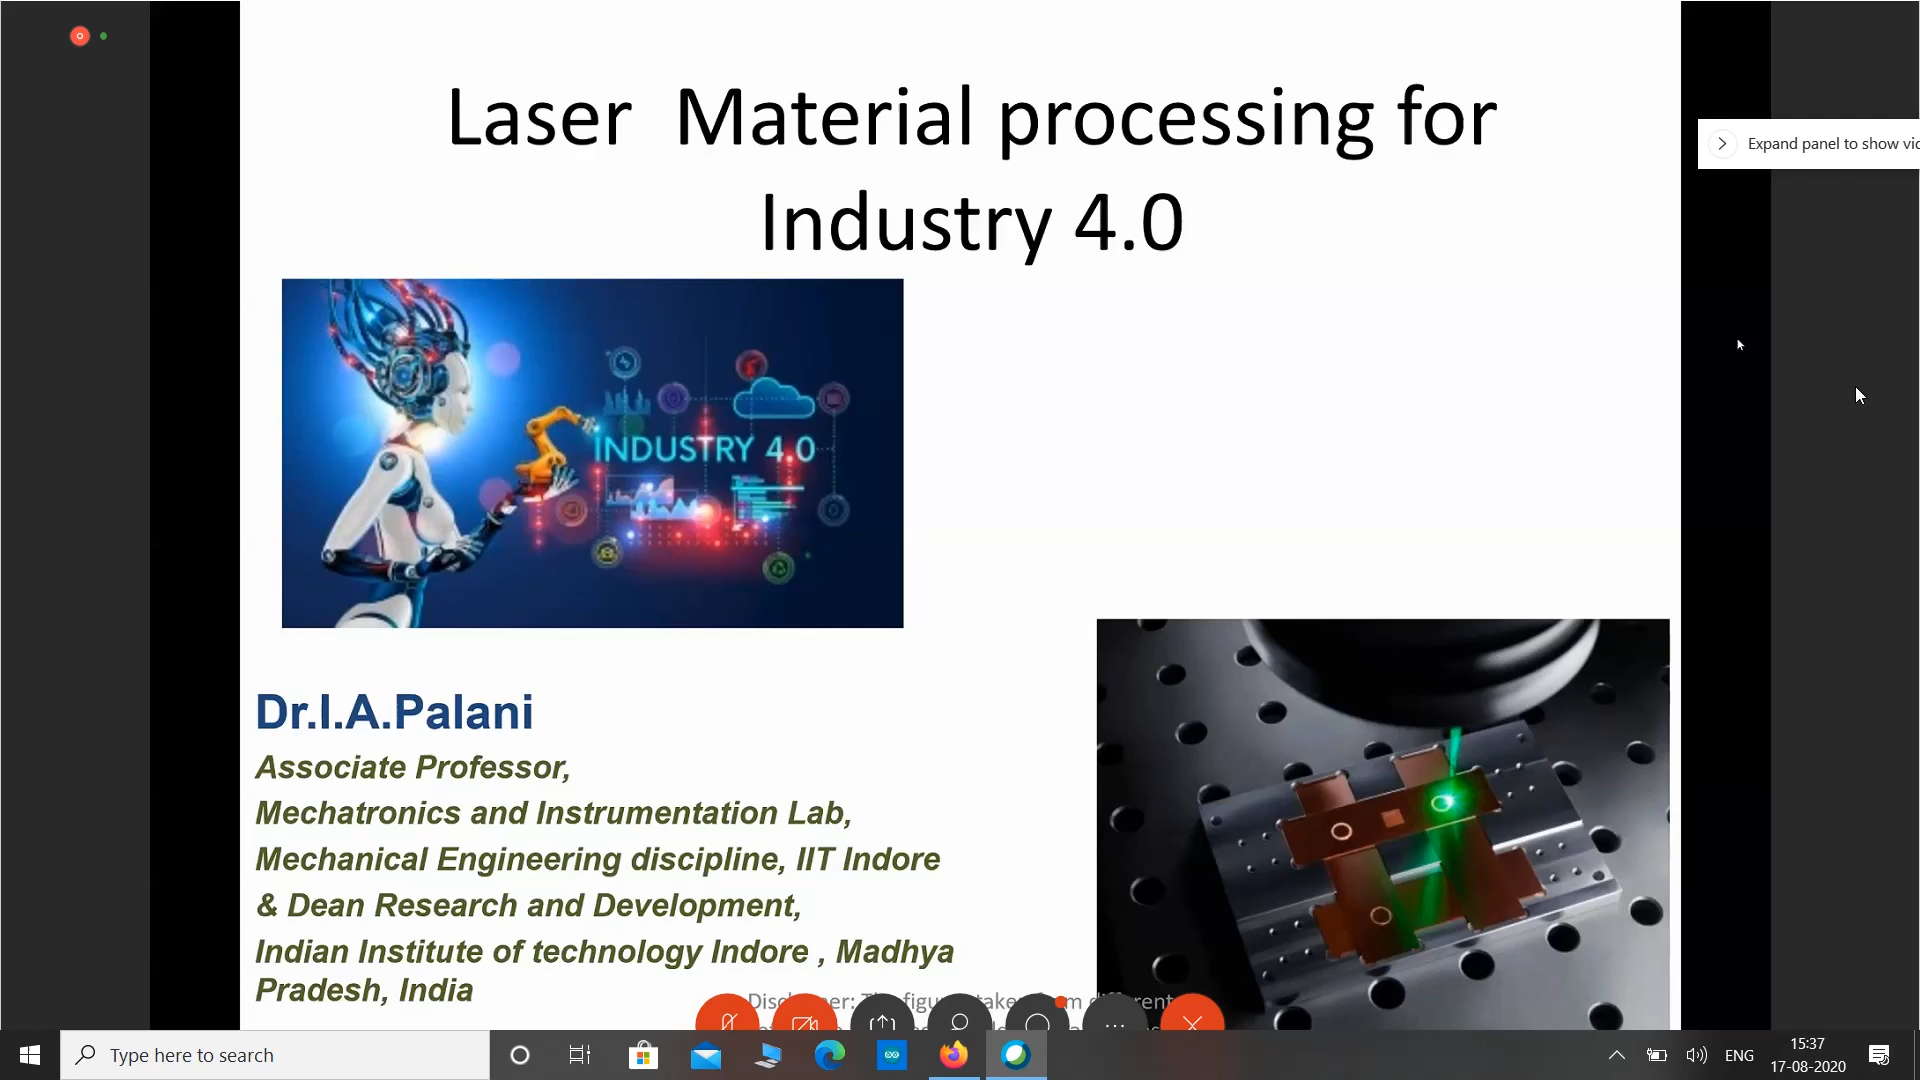 Laser Material processing for
Industry 4.0
Expand panel to show
INDUSTRY 4.0
Dr.I.A.Palani
Associate Professor,
Mechatronics and Instrumentation Lab,
Mechanical Engineering discipline, IIT Indore
& Dean Research and Development,
Indian Institute of technology Indore , Madhya
Pradesh, India
Type here to search
ENG
15:37
17-08-2020